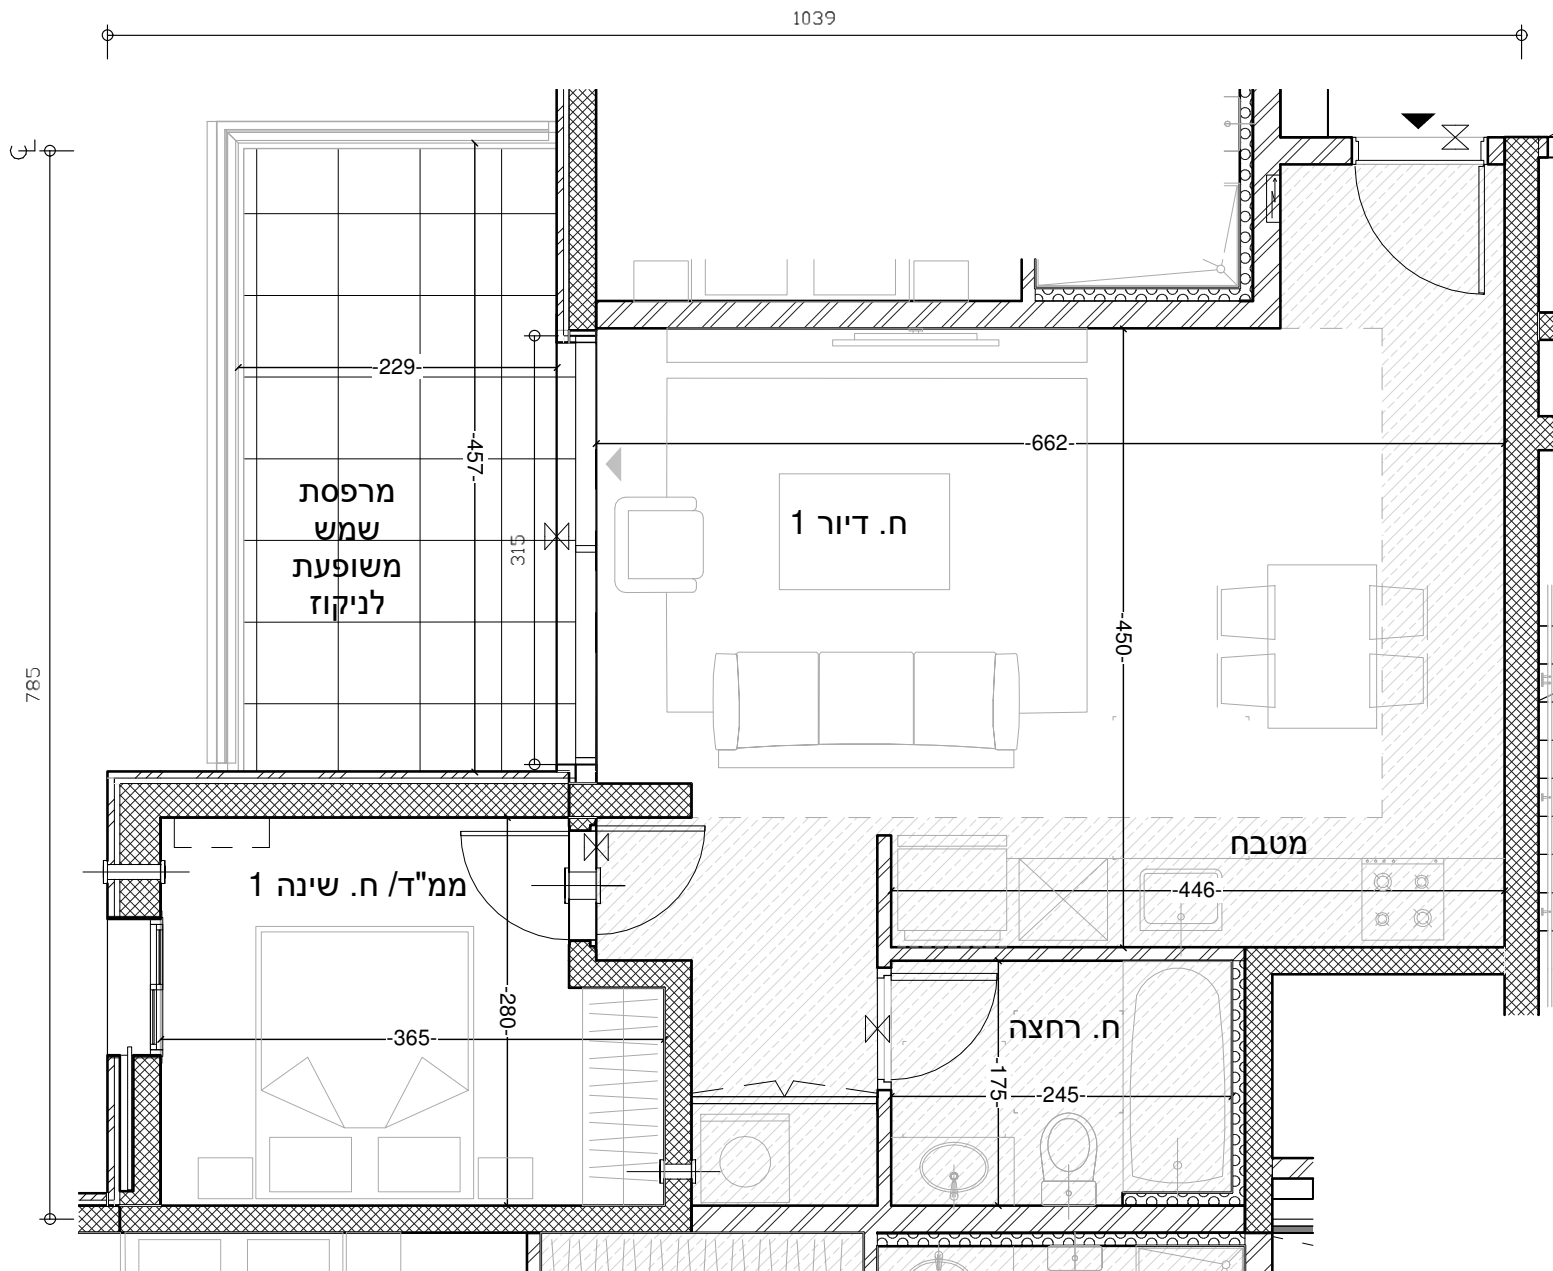 1039
C
L
-229-
-457-
-662-
מרפסת
שמש
משופעת
לניקוז
315
ח. דיור 1
-450-
785
מטבח
ממ"ד/ ח. שינה 1
-446-
-280-
-365-
ח. רחצה
-175-
-245-